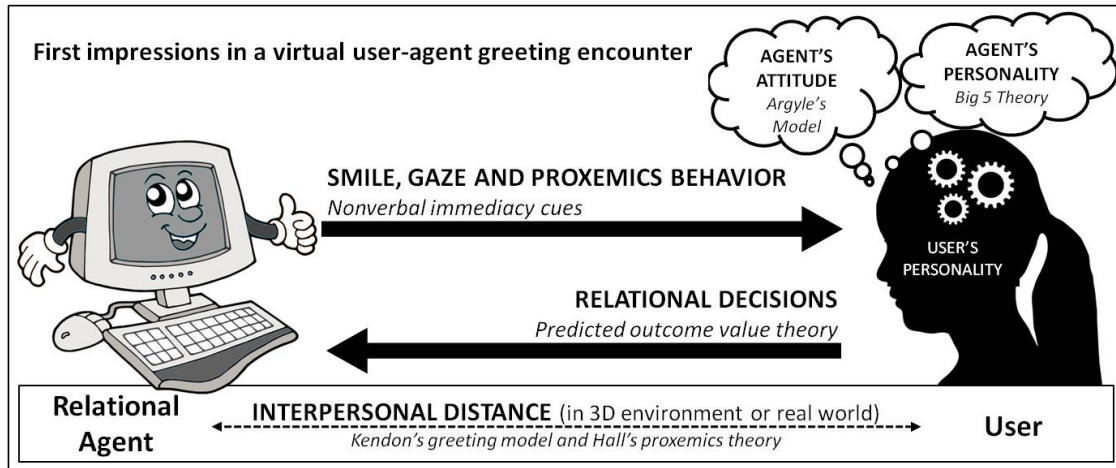 First impressions in a virtual user-agent greeting encounter
AGENT'S
ATTITUDE
Argyle's
Model
AGENT'S
PERSONALITY
Big 5 Theory
SMILE, GAZE AND PROXEMICS BEHAVIOR
Nonverbal immediacy cues
USER'S
PERSONALITY
RELATIONAL DECISIONS
Predicted outcome value theory
Relational
Agent
INTERPERSONAL DISTANCE (in 3D environment or real world)
Kendon's greeting model and Hall's proxemics theory
User